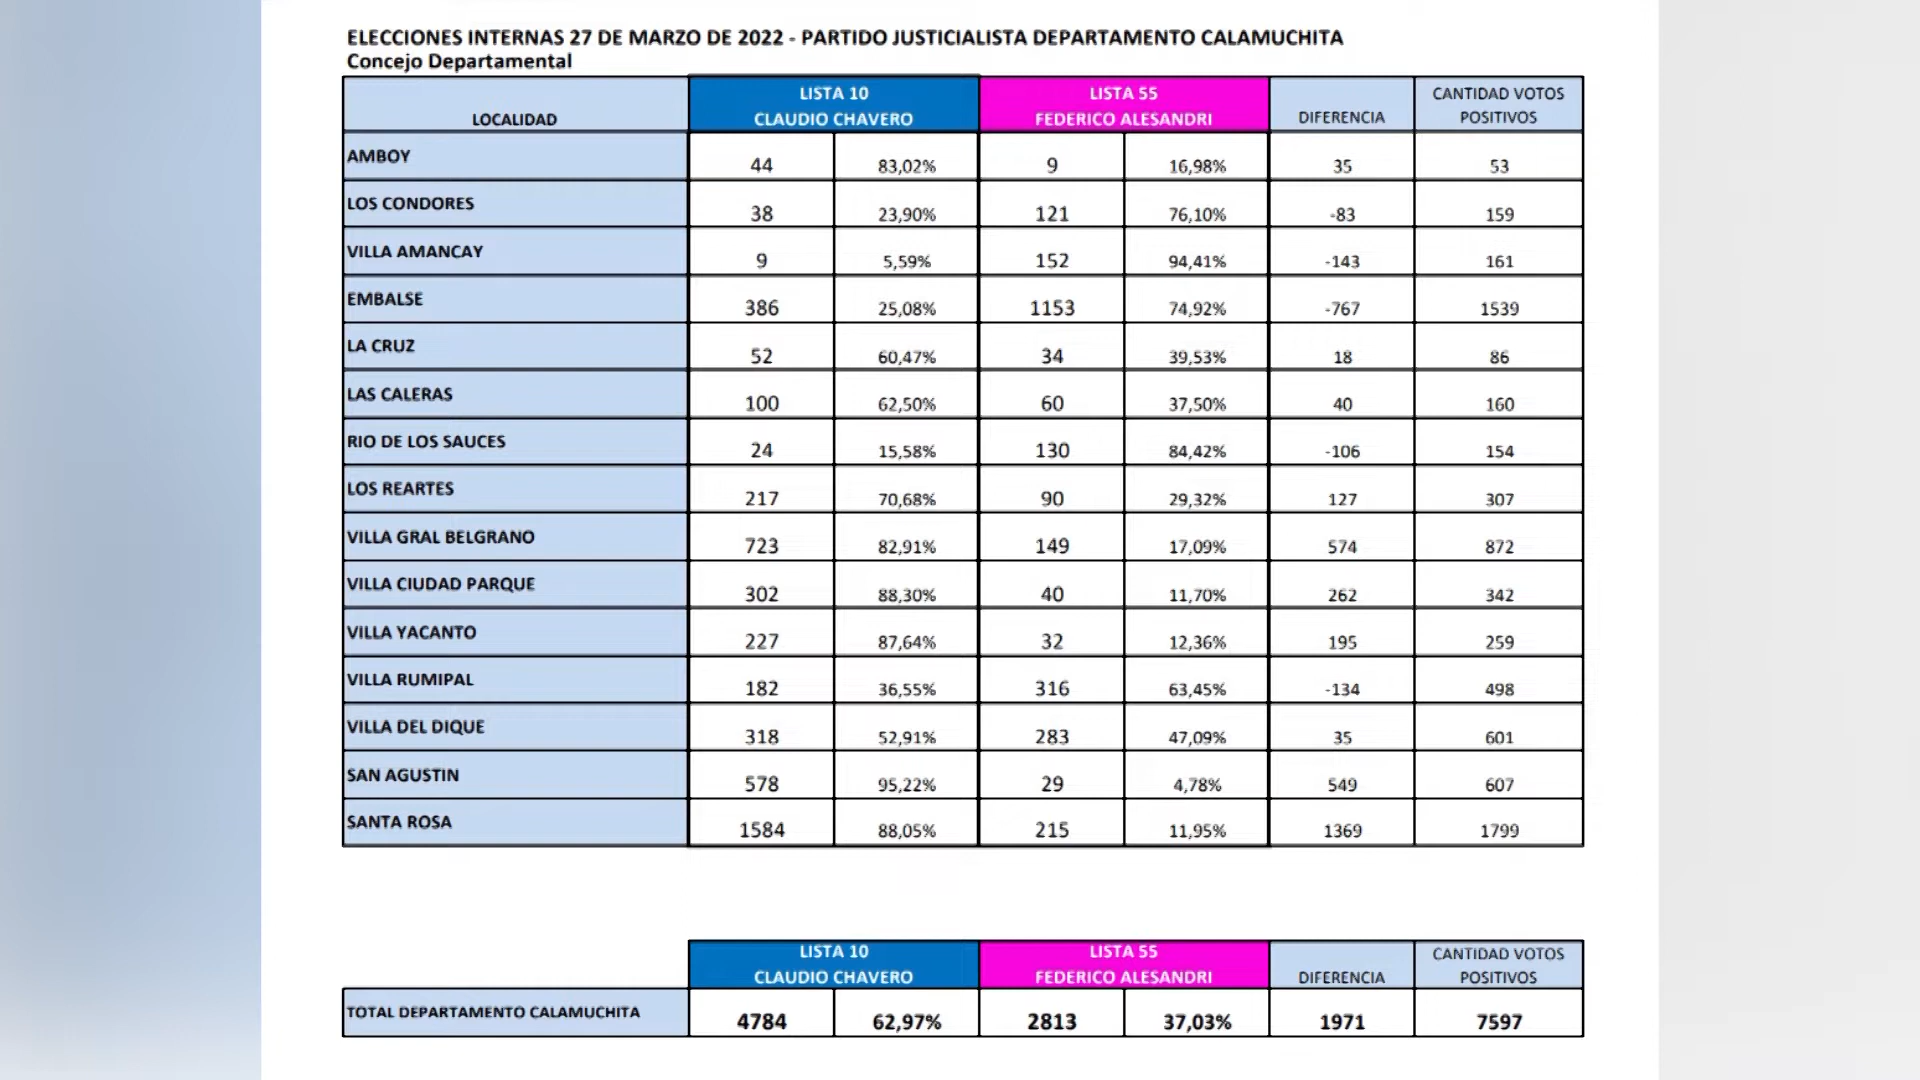 ELECCIONES INTERNAS 27 DE MARZO DE 2022 - PARTIDO JUSTICIALISTA DEPARTAMENTO CALAMUCHITA
Concejo Departamental
LOCALIDAD LISTA 10 CLAUDIO CHAVERO LISTA 55 FEDERICO ALESANDRI DIFERENCIA CANTIDAD VOTOS POSITIVOS
AMBOY 44 83,02% 9 16,98% 35 53
LOS CONDORES 38 23,90% 121 76,10% -83 159
VILLA AMANCAY 9 5,59% 152 94,41% -143 161
EMBALSE 386 25,08% 1153 74,92% -767 1539
LA CRUZ 52 60,47% 34 39,53% 18 86
LAS CALERAS 100 62,50% 60 37,50% 40 160
RIO DE LOS SAUCES 24 15,58% 130 84,42% -106 154
LOS REARTES 217 70,68% 90 29,32% 127 307
VILLA GRAL BELGRANO 723 82,91% 149 17,09% 574 872
VILLA CIUDAD PARQUE 302 88,30% 40 11,70% 262 342
VILLA YACANTO 227 87,64% 32 12,36% 195 259
VILLA RUMIPAL 182 36,55% 316 63,45% -134 498
VILLA DEL DIQUE 318 52,91% 283 47,09% 35 601
SAN AGUSTIN 578 95,22% 29 4,78% 549 607
SANTA ROSA 1584 88,05% 215 11,95% 1369 1799
LISTA 10 CLAUDIO CHAVERO LISTA 55 FEDERICO ALESANDRI DIFERENCIA CANTIDAD VOTOS POSITIVOS
TOTAL DEPARTAMENTO CALAMUCHITA 4784 62,97% 2813 37,03% 1971 7597